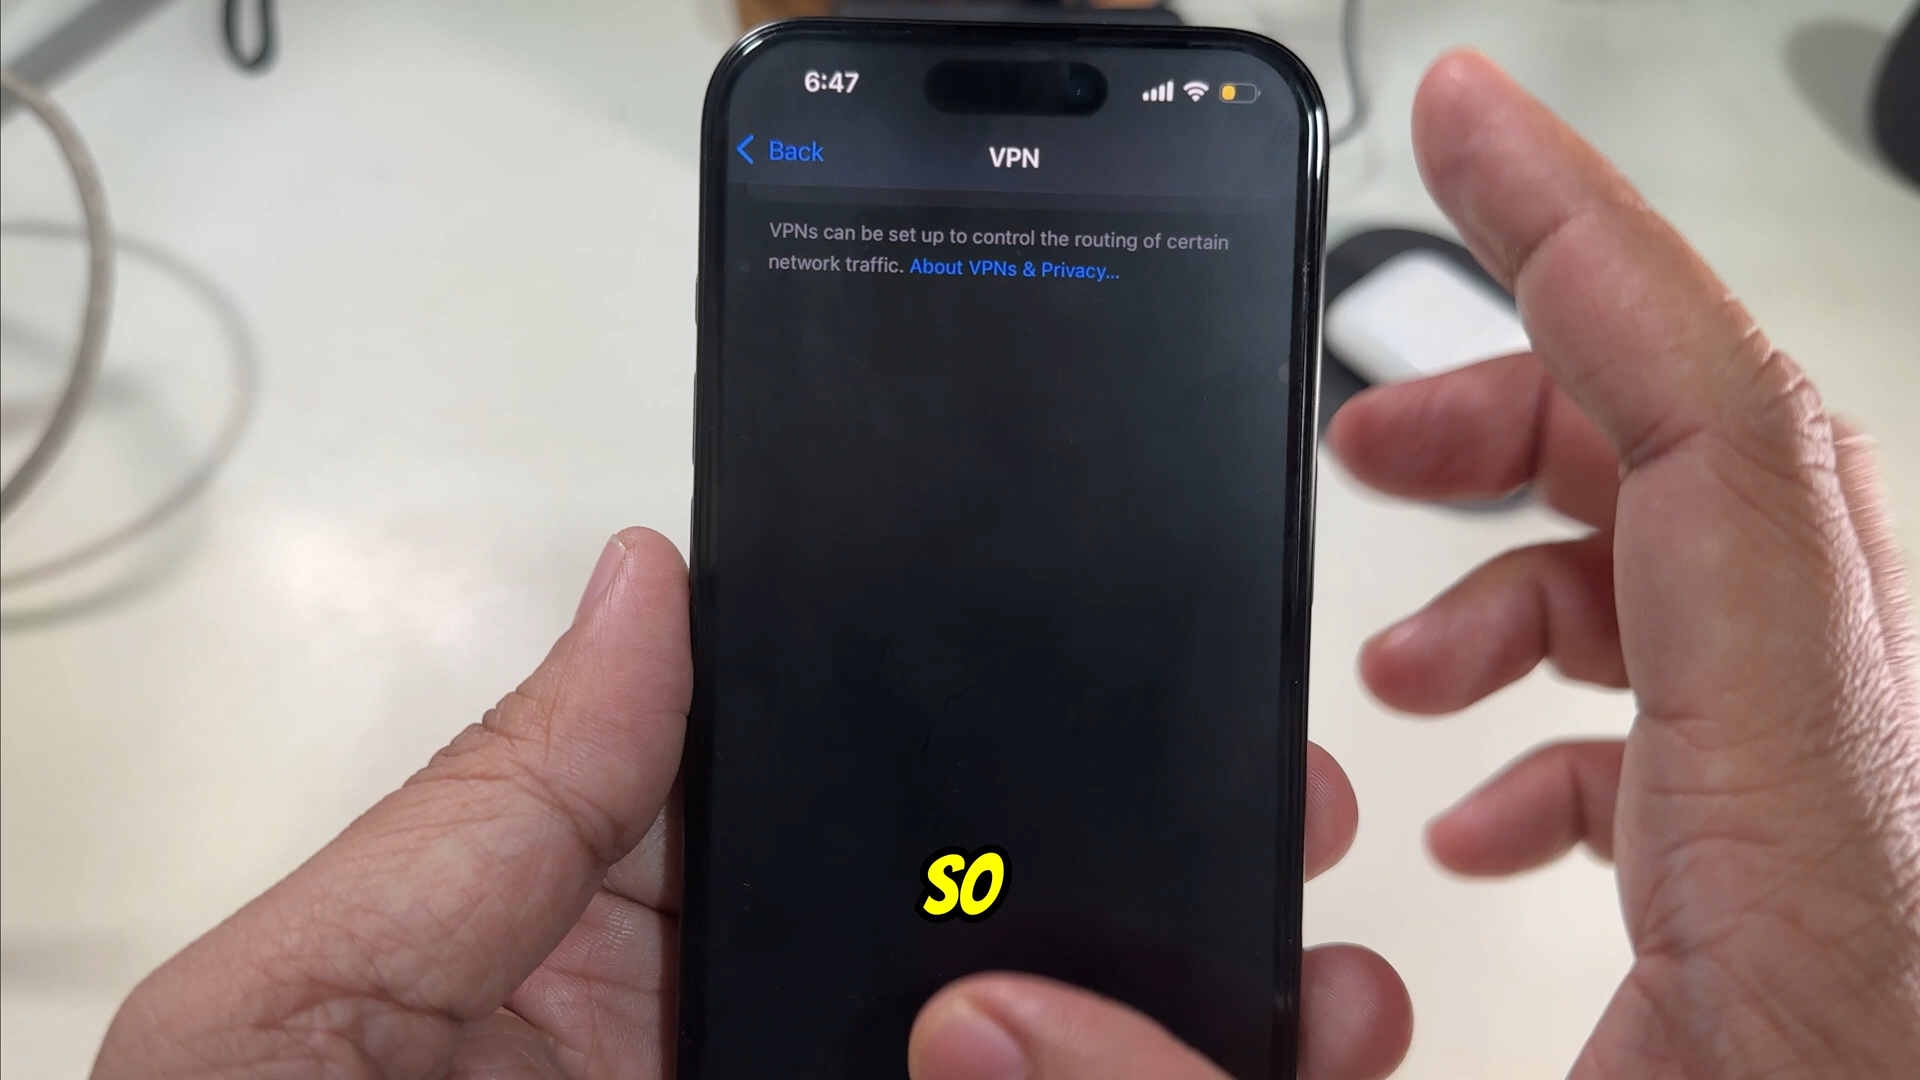 6:47
Back
VPN
VPNs can be set up to control the routing of certain
network traffic. About VPNs & Privacy...
SO